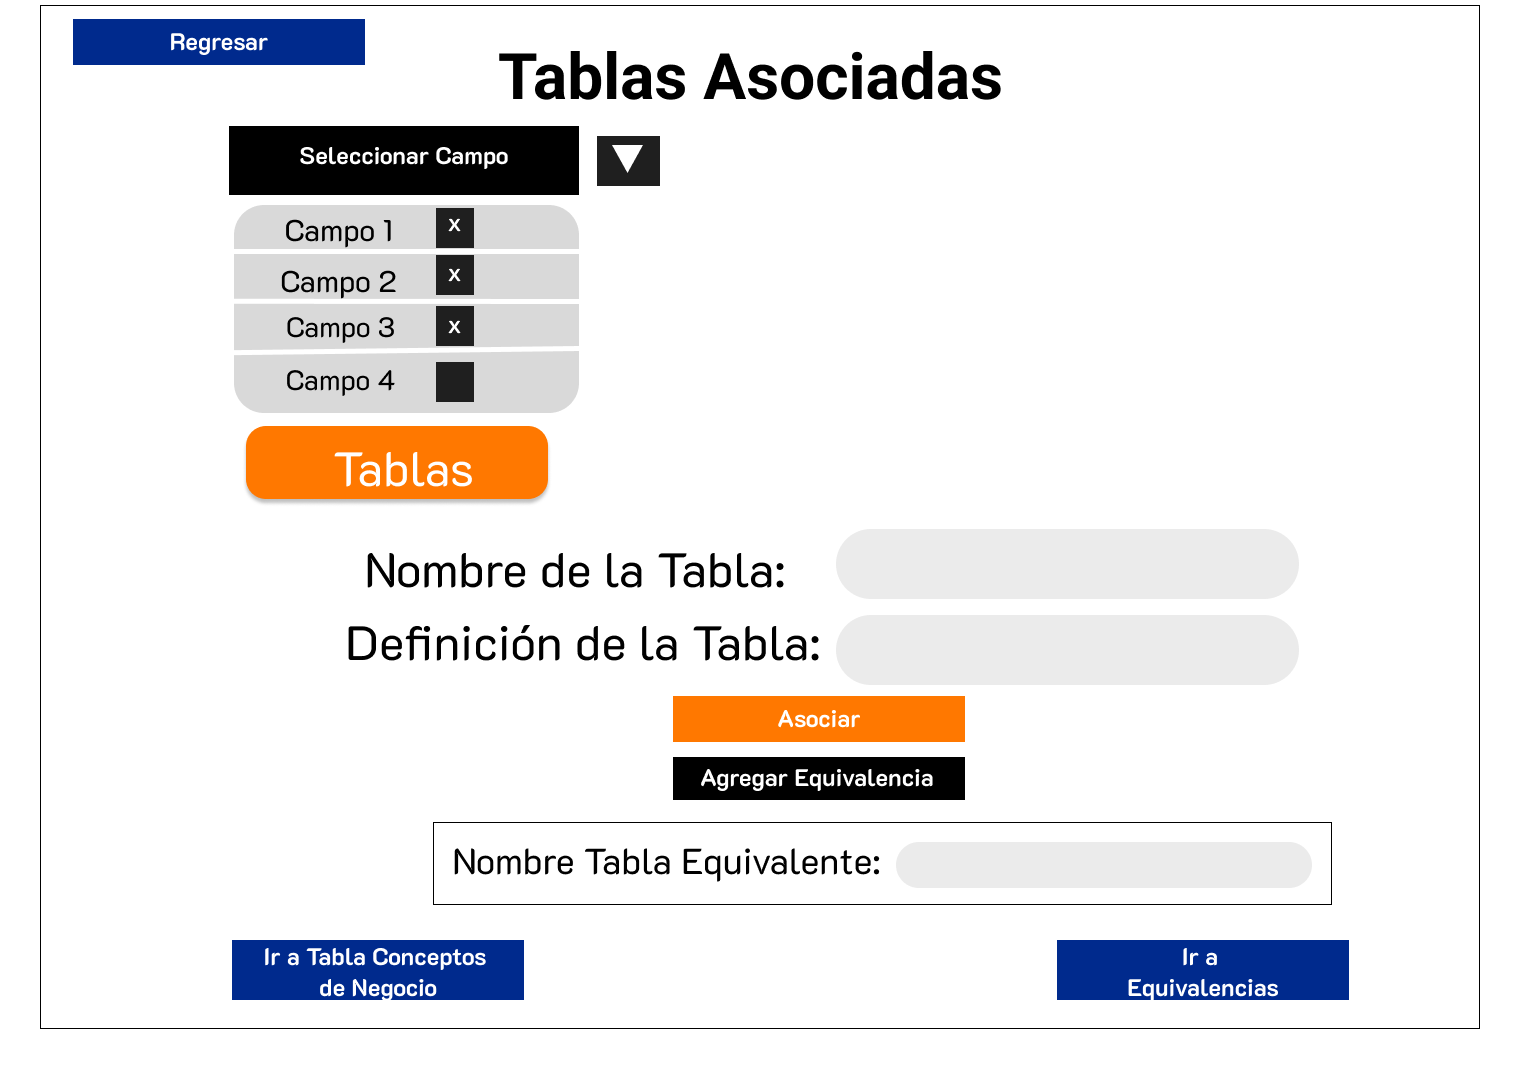 Regresar
Tablas Asociadas
Seleccionar Campo
Campo 1 x
Campo 2 x
Campo 3 x
Campo 4
Tablas
Nombre de la Tabla:
Definición de la Tabla:
Asociar
Agregar Equivalencia
Nombre Tabla Equivalente:
Ir a Tabla Conceptos
de Negocio
Ir a
Equivalencias